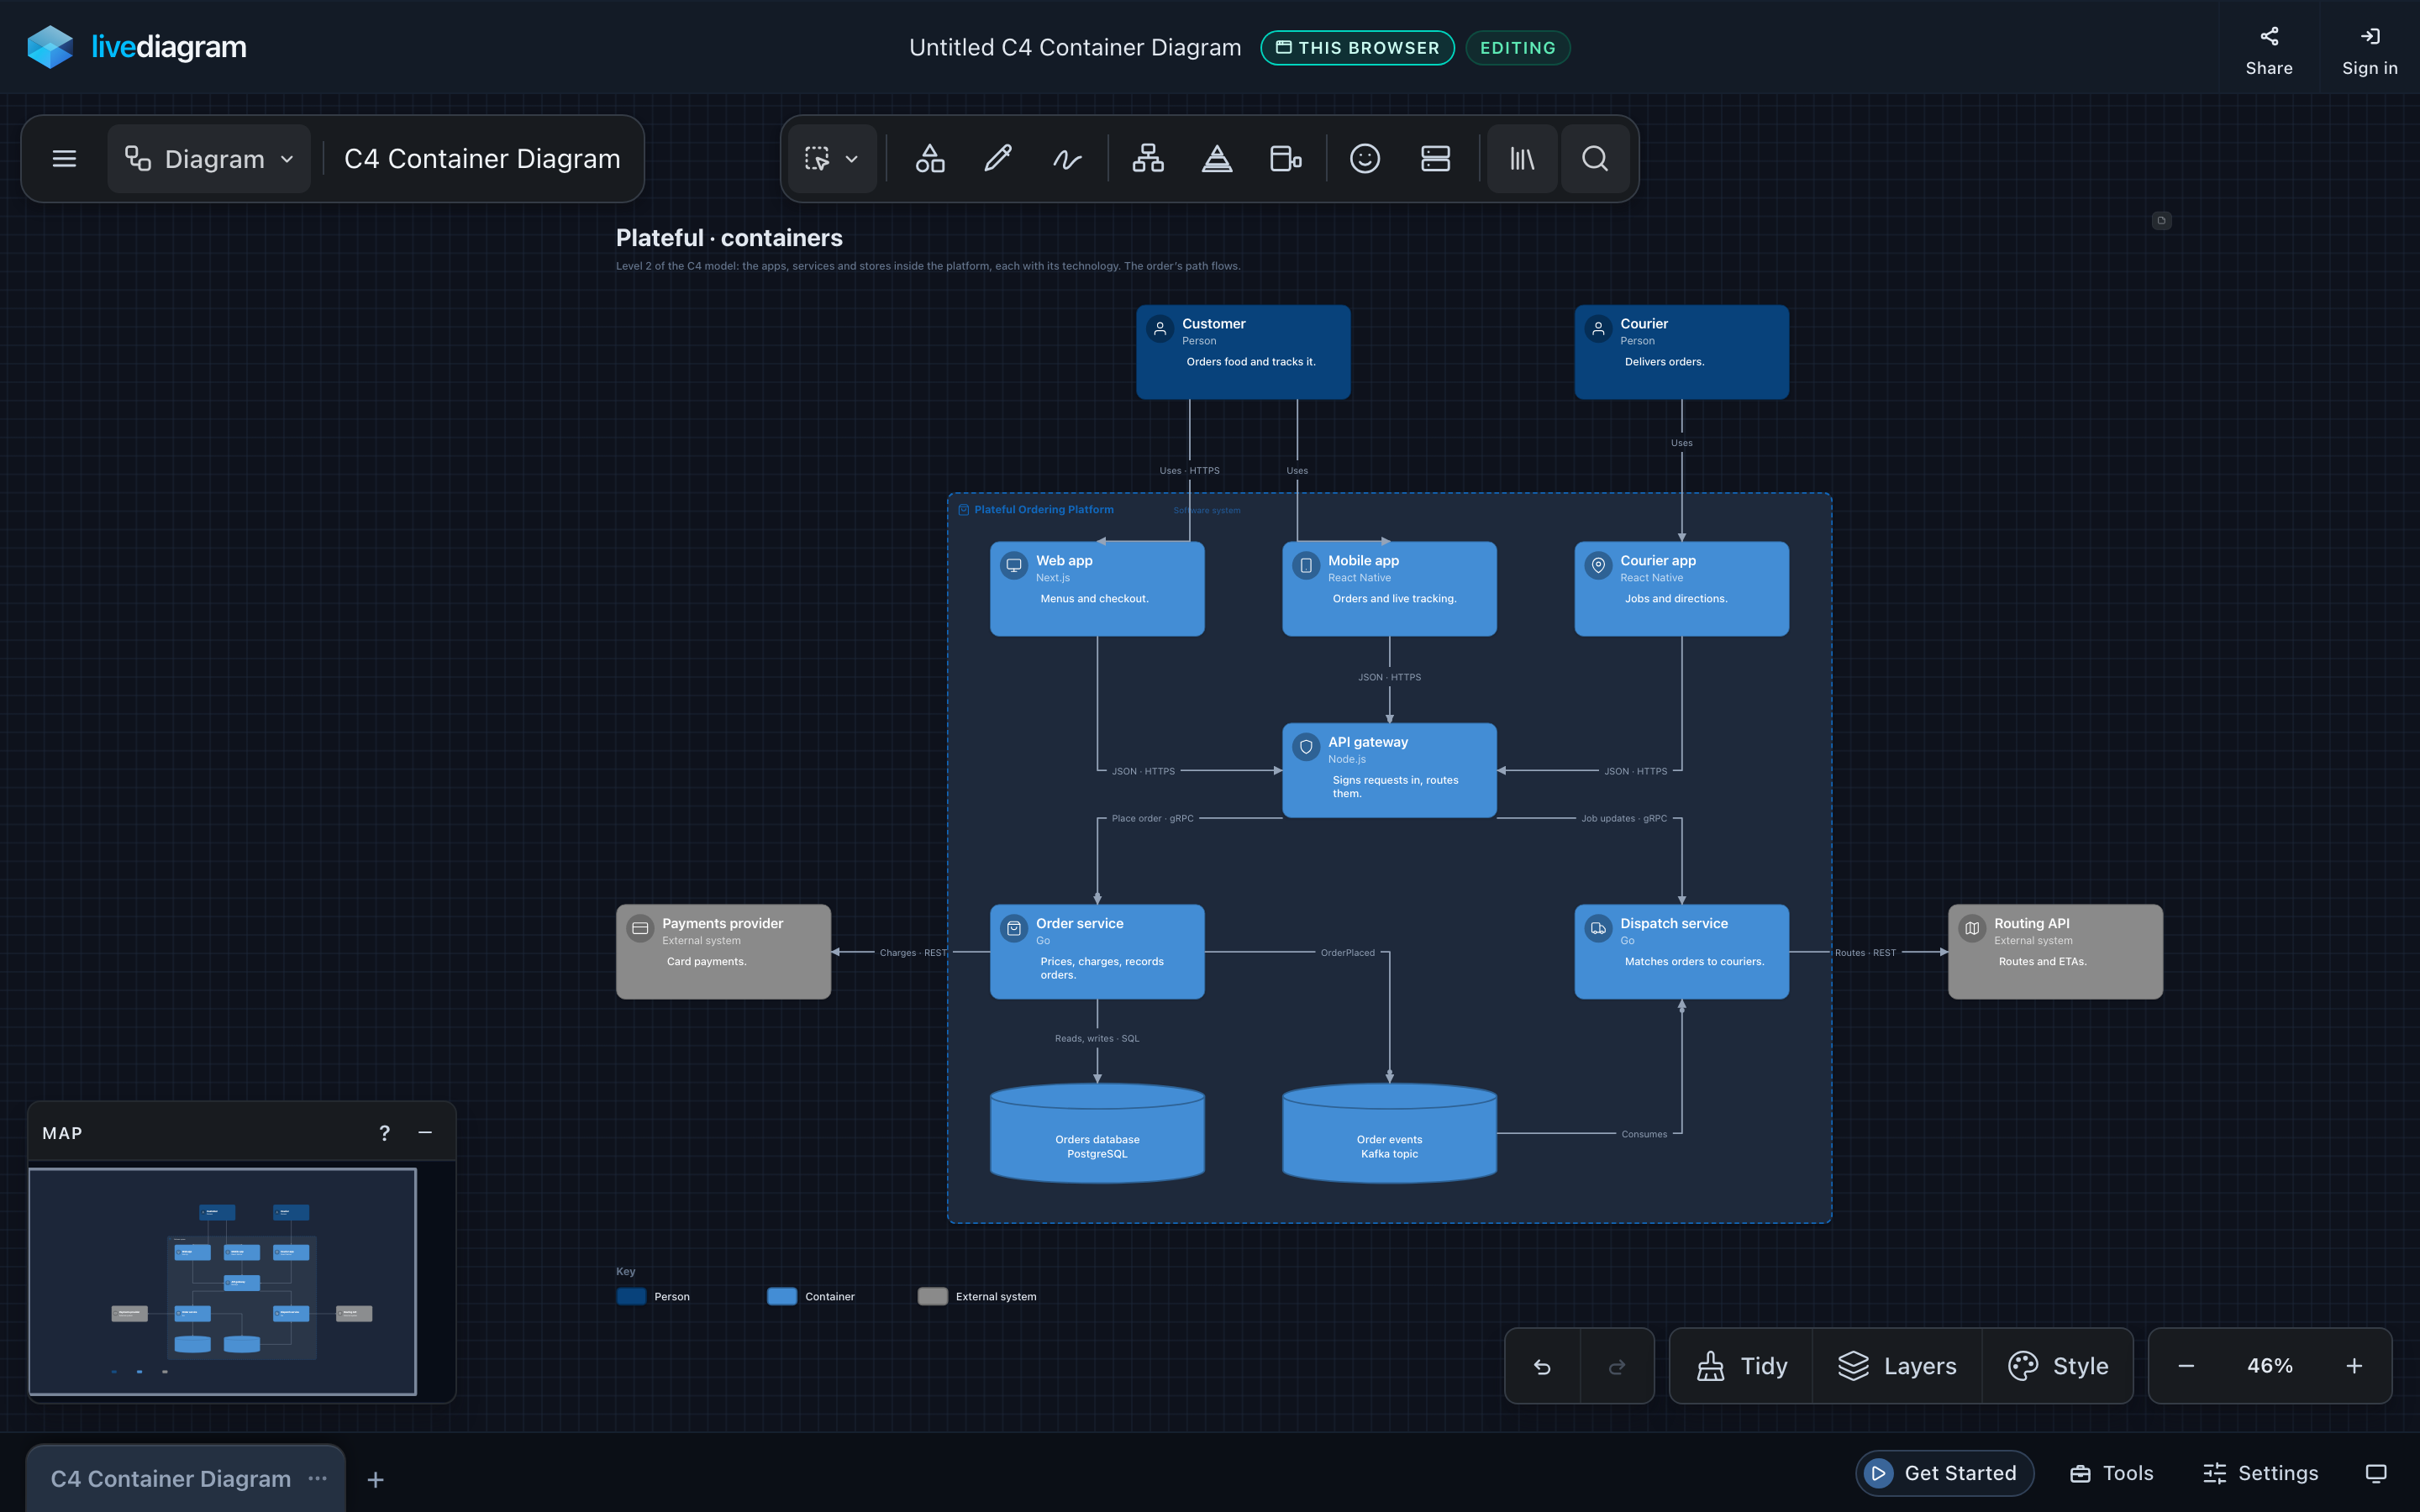 livediagram
Untitled C4 Container Diagram
THIS BROWSER
EDITING
Share
Sign in
Diagram
C4 Container Diagram
Plateful · containers
Level 2 of the C4 model: the apps, services and stores inside the platform, each with its technology. The order's path flows.
Customer
Person
Orders food and tracks it.
Courier
Person
Delivers orders.
Uses
Uses · HTTPS
Uses
Plateful Ordering Platform
Software system
Web app
Next.js
Menus and checkout.
Mobile app
React Native
Orders and live tracking.
Courier app
React Native
Jobs and directions.
JSON · HTTPS
API gateway
Node.js
Signs requests in, routes
them.
JSON · HTTPS
JSON · HTTPS
Place order · gRPC
Job updates · gRPC
Payments provider
External system
Card payments.
Charges · REST
Order service
Go
Prices, charges, records
orders.
OrderPlaced
Dispatch service
Go
Matches orders to couriers.
Routes · REST
Routing API
External system
Routes and ETAs.
Reads, writes · SQL
Orders database
PostgreSQL
Order events
Kafka topic
Consumes
MAP
?
Key
Person
Container
External system
Tidy
Layers
Style
46%
C4 Container Diagram
Get Started
Tools
Settings